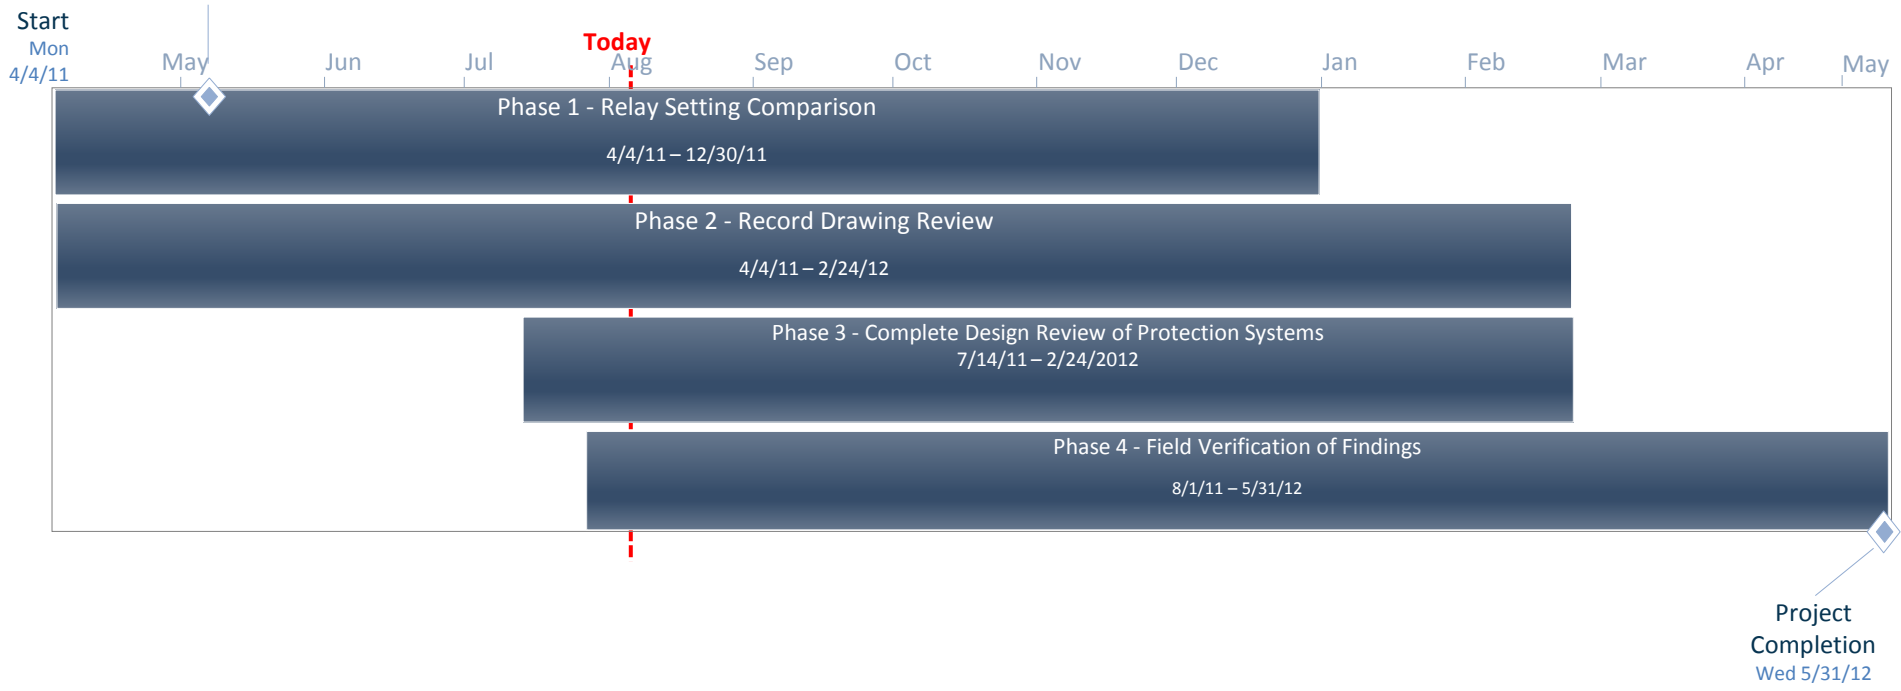 Start
Mon
4/4/11
Today
May Jun Jul Aug Sep Oct Nov Dec Jan Feb Mar Apr May
Phase 1 - Relay Setting Comparison
4/4/11 – 12/30/11
Phase 2 - Record Drawing Review
4/4/11 – 2/24/12
Phase 3 - Complete Design Review of Protection Systems
7/14/11 – 2/24/2012
Phase 4 - Field Verification of Findings
8/1/11 – 5/31/12
Project
Completion
Wed 5/31/12